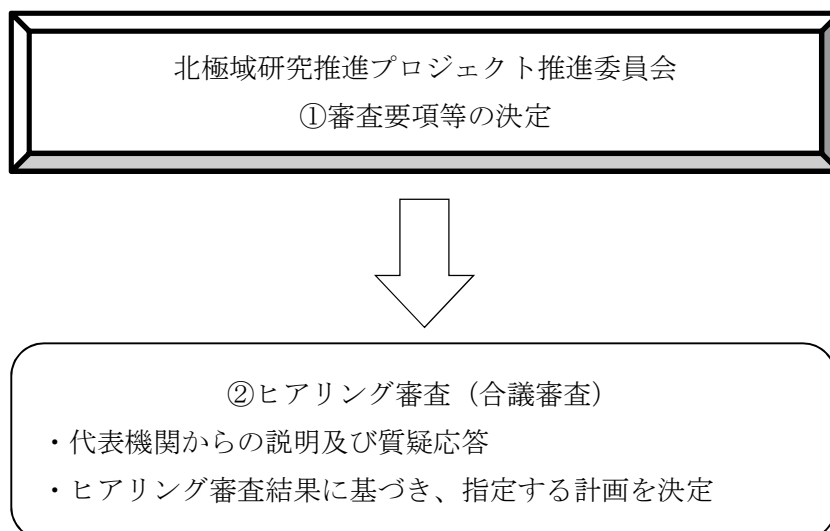 北極域研究推進プロジェクト推進委員会
①審査要項等の決定
②ヒアリング審査（合議審査）
・代表機関からの説明及び質疑応答
・ヒアリング審査結果に基づき、指定する計画を決定